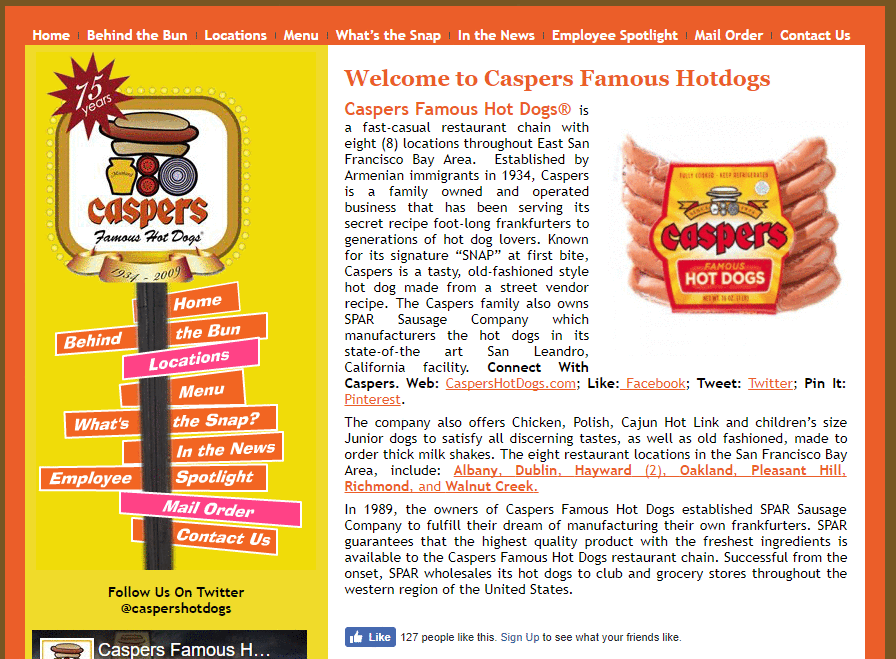 Home Behind the Bun Locations Menu What's the Snap In the News Employee Spotlight Mail Order Contact Us
75
years
Mustard
caspers
Famous Hot Dogs®
1934 - 2009
Home
Behind the Bun
Locations
Menu
What's the Snap?
In the News
Employee Spotlight
Mail Order
Contact Us
Follow Us On Twitter
@caspershotdogs
Caspers Famous H...
Welcome to Caspers Famous Hotdogs
Caspers Famous Hot Dogs® is
a fast-casual restaurant chain with
eight (8) locations throughout East San
Francisco Bay Area. Established by
Armenian immigrants in 1934, Caspers
is a family owned and operated
business that has been serving its
secret recipe foot-long frankfurters to
generations of hot dog lovers. Known
for its signature “SNAP” at first bite,
Caspers is a tasty, old-fashioned style
hot dog made from a street vendor
recipe. The Caspers family also owns
SPAR Sausage Company which
manufacturers the hot dogs in its
state-of-the art San Leandro,
California facility. Connect With
Caspers. Web: CaspersHotDogs.com; Like: Facebook; Tweet: Twitter; Pin It:
Pinterest.
FULLY COOKED - KEEP REFRIGERATED
caspers
FAMOUS
HOT DOGS
NET WT. 16 OZ. (1 LB)
The company also offers Chicken, Polish, Cajun Hot Link and children’s size
Junior dogs to satisfy all discerning tastes, as well as old fashioned, made to
order thick milk shakes. The eight restaurant locations in the San Francisco Bay
Area, include: Albany, Dublin, Hayward (2), Oakland, Pleasant Hill,
Richmond, and Walnut Creek.
In 1989, the owners of Caspers Famous Hot Dogs established SPAR Sausage
Company to fulfill their dream of manufacturing their own frankfurters. SPAR
guarantees that the highest quality product with the freshest ingredients is
available to the Caspers Famous Hot Dogs restaurant chain. Successful from the
onset, SPAR wholesales its hot dogs to club and grocery stores throughout the
western region of the United States.
Like 127 people like this. Sign Up to see what your friends like.